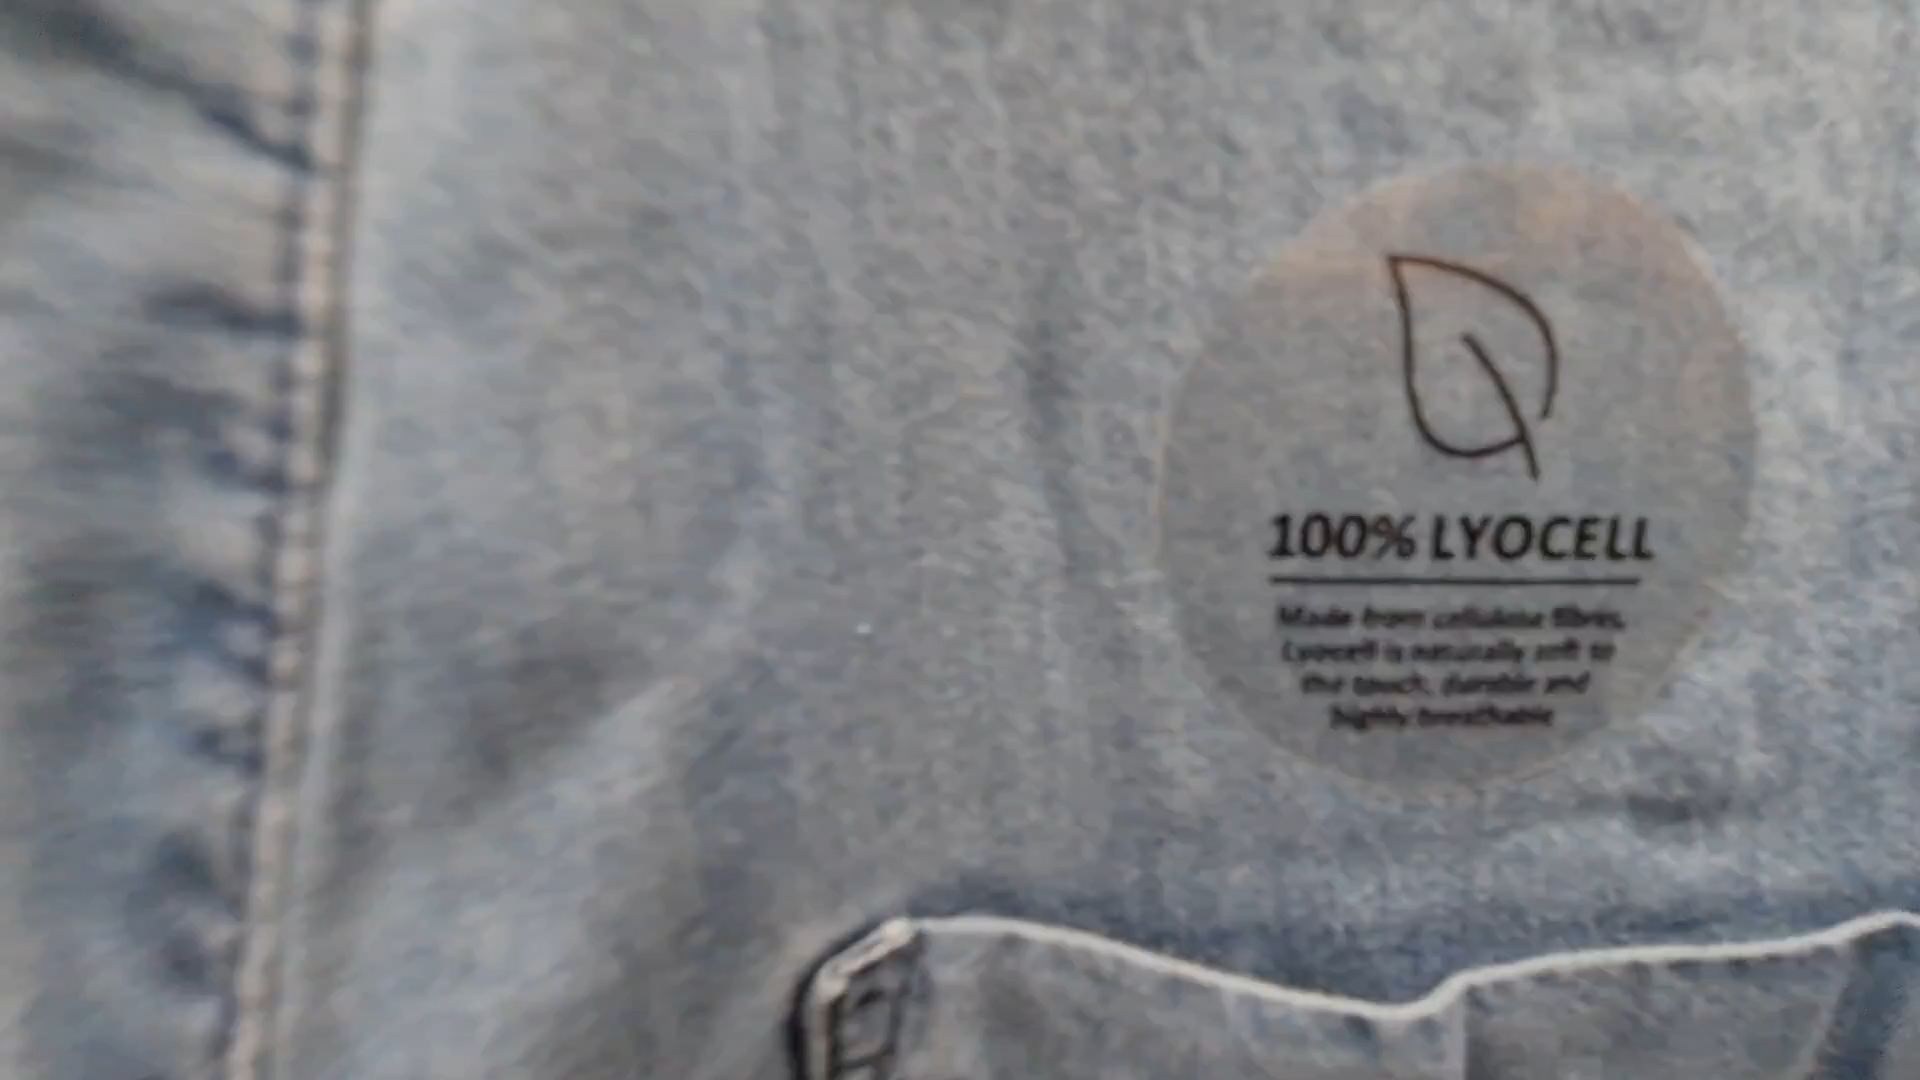 100% LYOCELL
Made from cellulose fibres,
Lyocell is naturally soft to
the touch, durable and
highly breathable